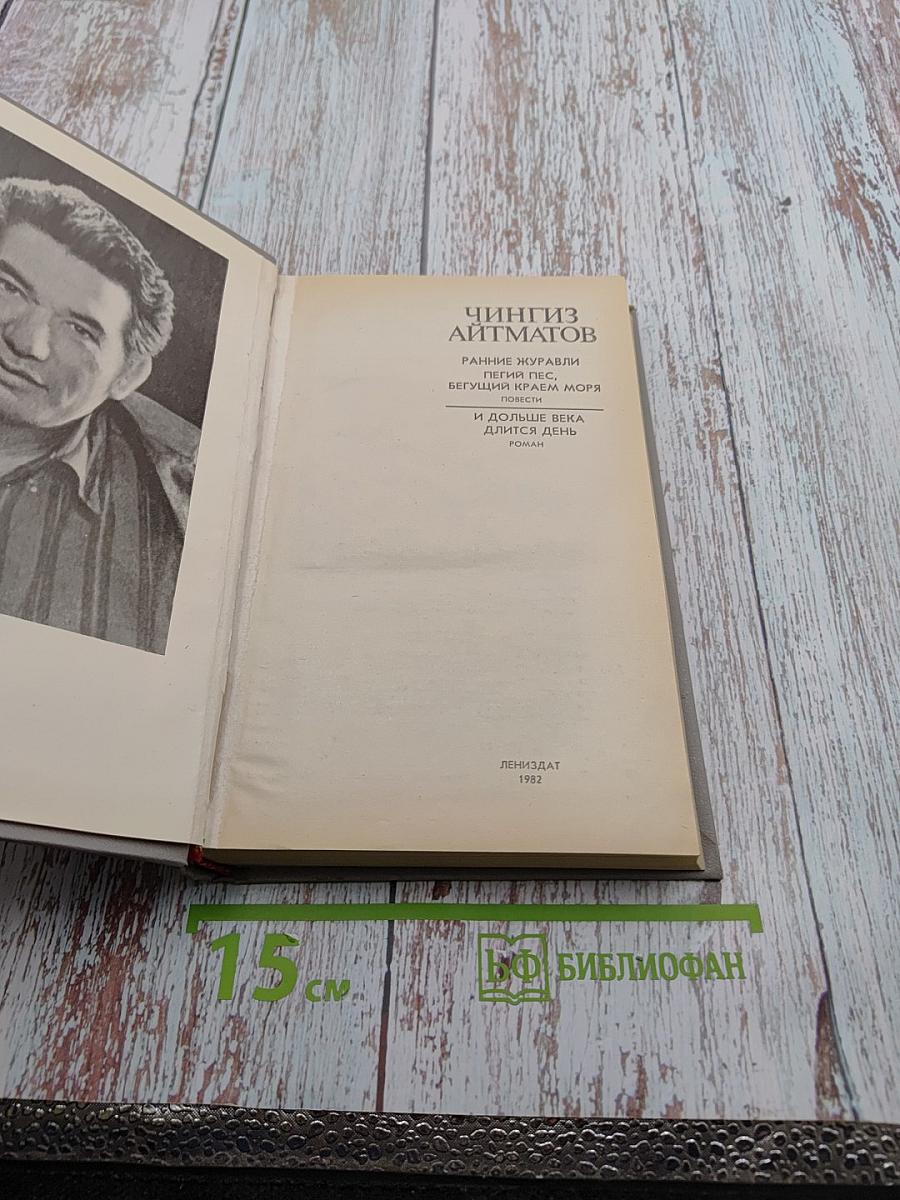 ЧИНГИЗ
АЙТМАТОВ
РАННИЕ ЖУРАВЛИ
ПЕГИЙ ПЕС,
БЕГУЩИЙ КРАЕМ МОРЯ
ПОВЕСТИ
И ДОЛЬШЕ ВЕКА
ДЛИТСЯ ДЕНЬ
РОМАН
ЛЕНИЗДАТ
1982
15 см
БФ БИБЛИОФАН